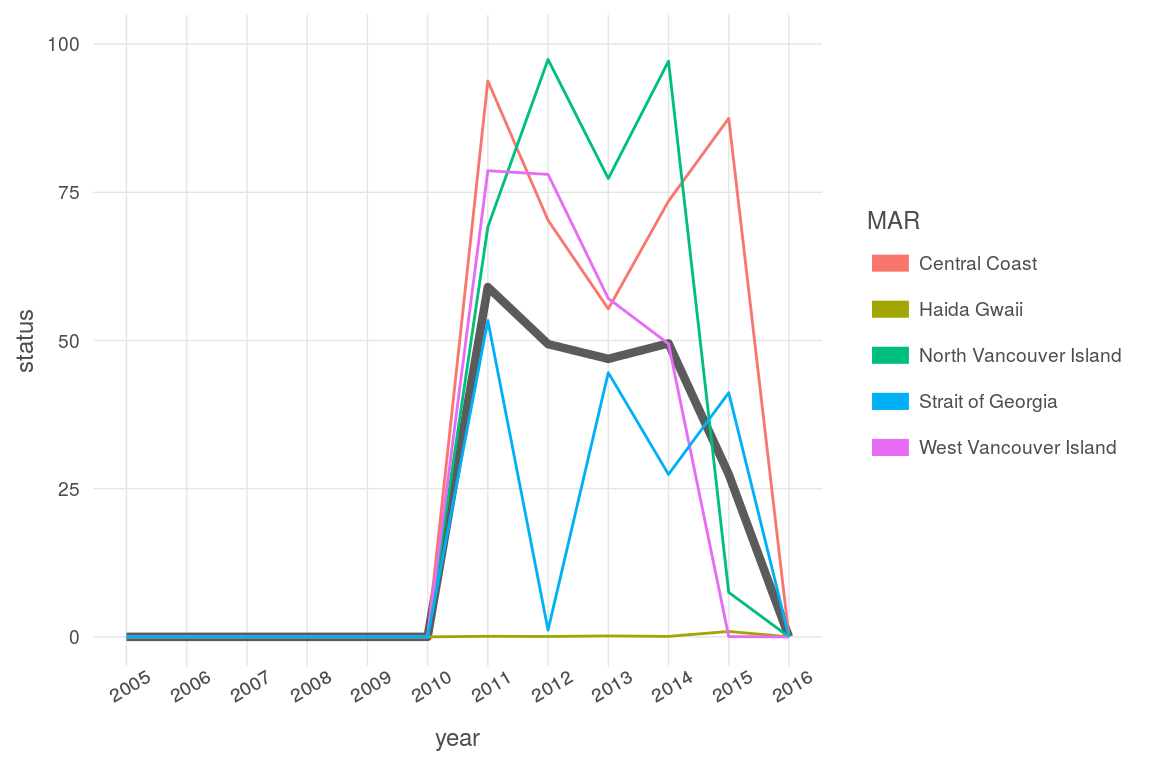 100
75
50
25
0
status
2005
2006
2007
2008
2009
2010
2011
2012
2013
2014
2015
2016
year
MAR
Central Coast
Haida Gwaii
North Vancouver Island
Strait of Georgia
West Vancouver Island